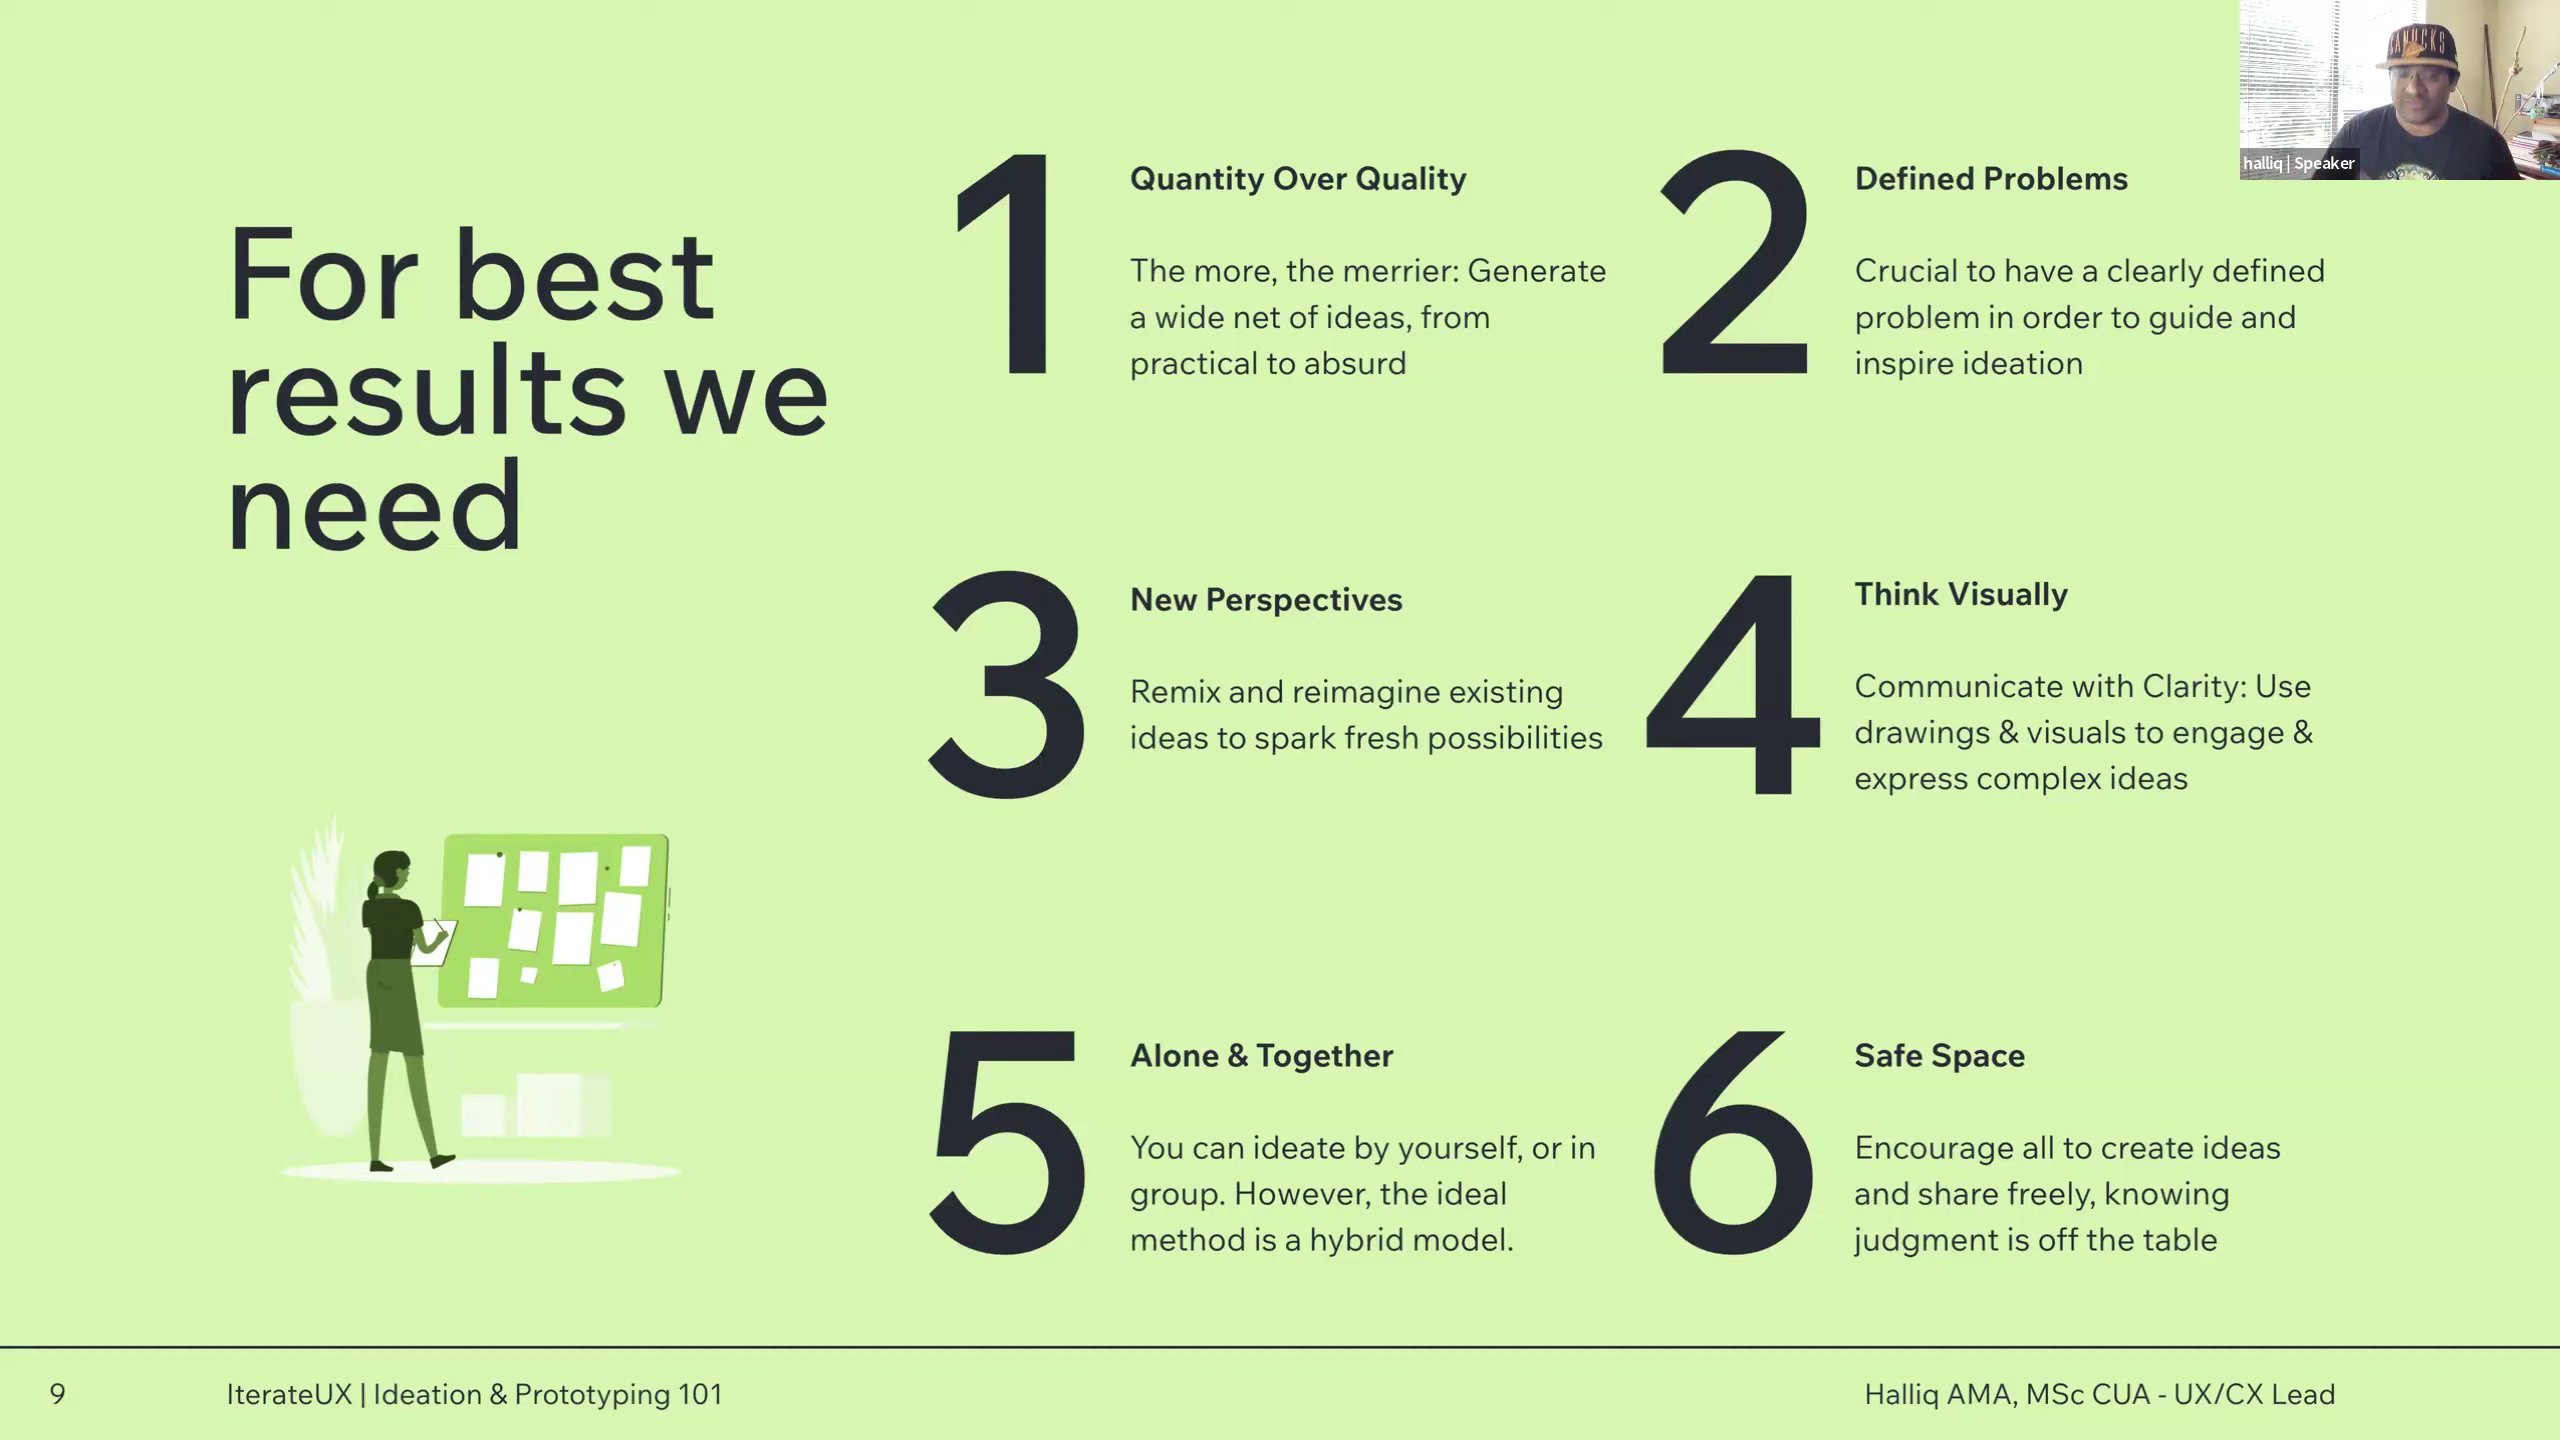 For best
results we
need
1
Quantity Over Quality
The more, the merrier: Generate
a wide net of ideas, from
practical to absurd
2
Defined Problems
Crucial to have a clearly defined
problem in order to guide and
inspire ideation
3
New Perspectives
Remix and reimagine existing
ideas to spark fresh possibilities
4
Think Visually
Communicate with Clarity: Use
drawings & visuals to engage &
express complex ideas
5
Alone & Together
You can ideate by yourself, or in
group. However, the ideal
method is a hybrid model.
6
Safe Space
Encourage all to create ideas
and share freely, knowing
judgment is off the table
halliq | Speaker
9
IterateUX | Ideation & Prototyping 101
Halliq AMA, MSc CUA - UX/CX Lead